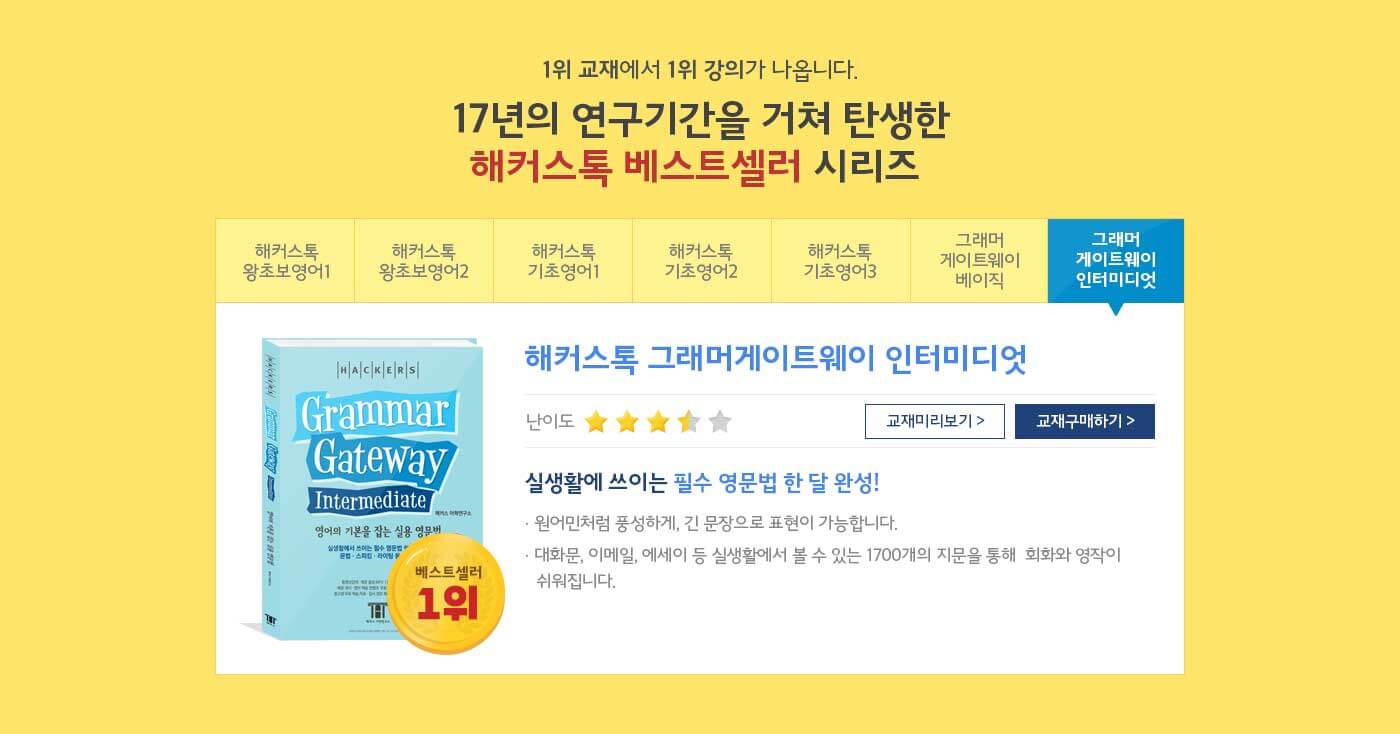 1위 교재에서 1위 강의가 나옵니다.
17년의 연구기간을 거쳐 탄생한
해커스톡 베스트셀러 시리즈
해커스톡
왕초보영어1
해커스톡
왕초보영어2
해커스톡
기초영어1
해커스톡
기초영어2
해커스톡
기초영어3
그래머
게이트웨이
베이직
그래머
게이트웨이
인터미디엇
HACKERS
Grammar
Gateway
Intermediate
해커스 어학연구소
영어의 기본을 잡는 실용 영문법
실생활에서 쓰이는 필수 영문법
문법·스피킹·라이팅
베스트셀러
1위
해커스톡 그래머게이트웨이 인터미디엇
난이도
교재미리보기 >
교재구매하기 >
실생활에 쓰이는 필수 영문법 한 달 완성!
· 원어민처럼 풍성하게, 긴 문장으로 표현이 가능합니다.
· 대화문, 이메일, 에세이 등 실생활에서 볼 수 있는 1700개의 지문을 통해 회화와 영작이
쉬워집니다.